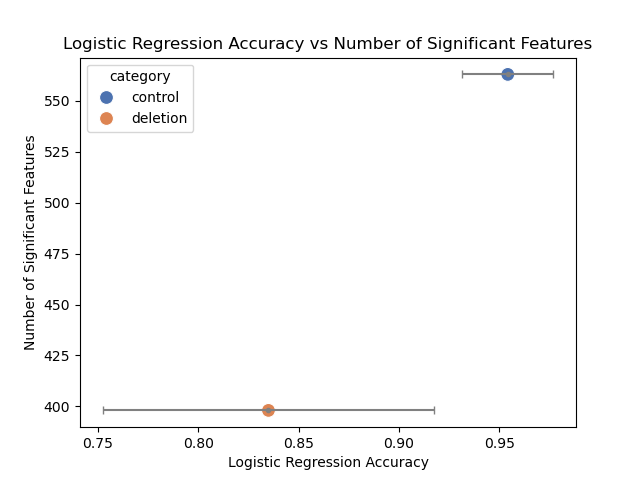 Logistic Regression Accuracy vs Number of Significant Features
category
control
deletion
Number of Significant Features
550
525
500
475
450
425
400
0.75 0.80 0.85 0.90 0.95
Logistic Regression Accuracy